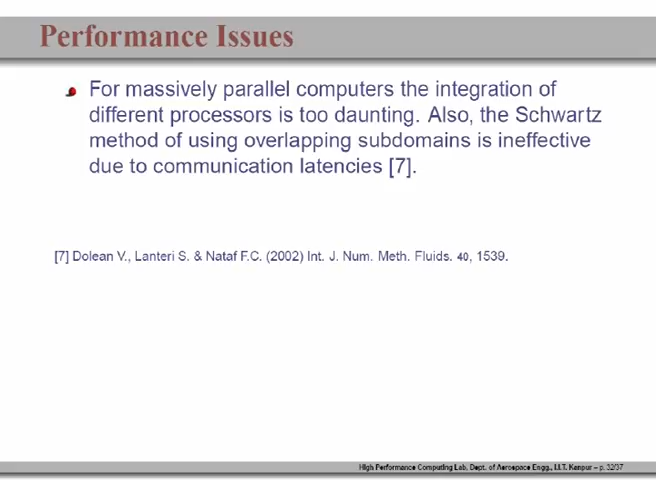 Performance Issues
For massively parallel computers the integration of
different processors is too daunting. Also, the Schwartz
method of using overlapping subdomains is ineffective
due to communication latencies [7].
[7] Dolean V., Lanteri S. & Nataf F.C. (2002) Int. J. Num. Meth. Fluids. 40, 1539.
High Performance Computing Lab, Dept. of Aerospace Engg., I.I.T. Kanpur – p. 32/37